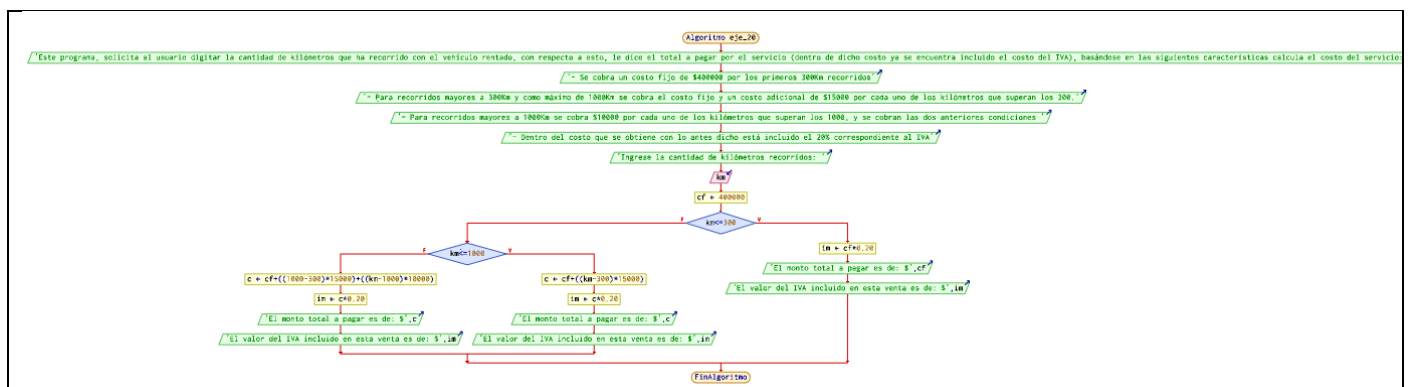 Algoritmo eje_20
'Este programa, solicita al usuario digitar la cantidad de kilómetros que ha recorrido con el vehículo rentado, con respecto a esto, le dice el total a pagar por el servicio (dentro de dicho costo ya se encuentra incluido el costo del IVA), basándose en las siguientes características calcula el costo del servicio:
'- Se cobra un costo fijo de $400000 por los primeros 300Km recorridos'
'- Para recorridos mayores a 300Km y como máximo de 1000Km se cobra el costo fijo y un costo adicional de $15000 por cada uno de los kilómetros que superan los 300.'
'- Para recorridos mayores a 1000Km se cobra $10000 por cada uno de los kilómetros que superan los 1000, y se cobran las dos anteriores condiciones '
'- Dentro del costo que se obtiene con lo antes dicho está incluido el 20% correspondiente al IVA'
'Ingrese la cantidad de kilómetros recorridos: '
km
cf ← 400000
F km<=300 V
F km<=1000 V
im ← cf*0.20
'El monto total a pagar es de: $',cf
'El valor del IVA incluido en esta venta es de: $',im
c ← cf+((1000-300)*15000)+((km-1000)*10000)
c ← cf+((km-300)*15000)
im ← c*0.20
im ← c*0.20
'El monto total a pagar es de: $',c
'El monto total a pagar es de: $',c
'El valor del IVA incluido en esta venta es de: $',im
'El valor del IVA incluido en esta venta es de: $',im
FinAlgoritmo